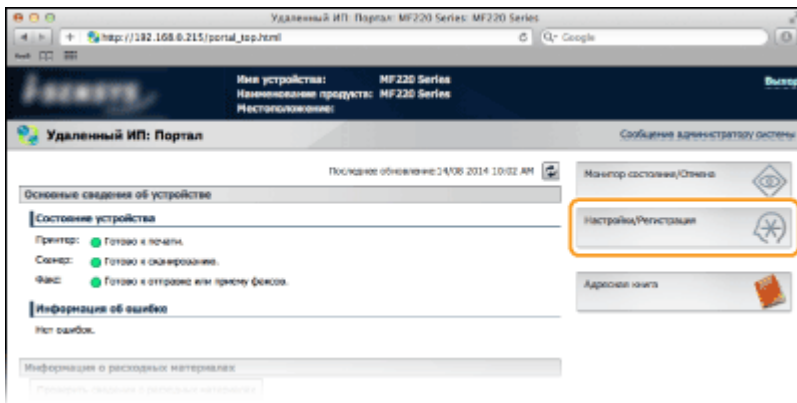 Удаленный ИП: Портал: MF220 Series: MF220 Series
http://192.168.0.215/portal_top.html
Google
Имя устройства: MF220 Series
Наименование продукта: MF220 Series
Местоположение:
Удаленный ИП: Портал
Сообщение администратору системы
Последнее обновление:14/08 2014 10:02 AM
Основные сведения об устройстве
Состояние устройства
Принтер: Готово к печати.
Сканер: Готово к сканированию.
Факс: Готово к отправке или приему факсов.
Информация об ошибке
Нет ошибок.
Информация о расходных материалах
Монитор состояния/Отмена
Настройки/Регистрация
Адресная книга